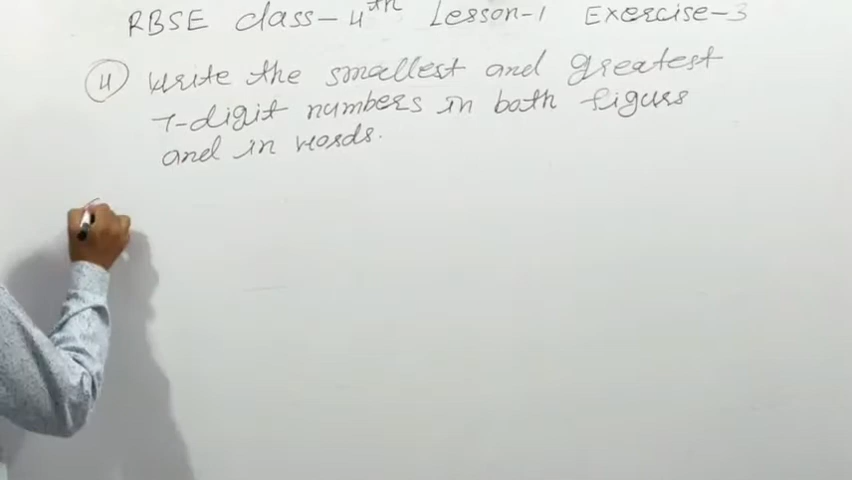 RBSE class-4th Lesson-1 Exercise-3
4 Write the smallest and greatest
7-digit numbers in both figurs
and in words.